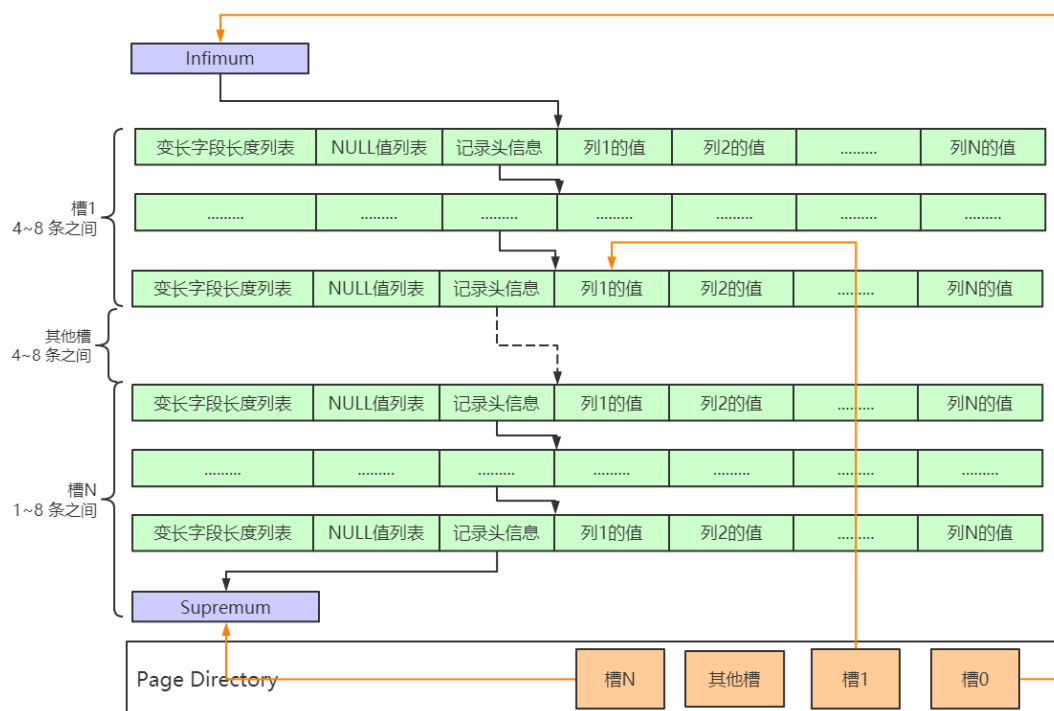 Infimum
变长字段长度列表 NULL值列表 记录头信息 列1的值 列2的值 ......... 列N的值
槽1
4~8 条之间
......... ......... ......... ......... ......... ......... .........
变长字段长度列表 NULL值列表 记录头信息 列1的值 列2的值 ......... 列N的值
其他槽
4~8 条之间
变长字段长度列表 NULL值列表 记录头信息 列1的值 列2的值 ......... 列N的值
......... ......... ......... ......... ......... ......... .........
槽N
1~8 条之间
变长字段长度列表 NULL值列表 记录头信息 列1的值 列2的值 ......... 列N的值
Supremum
Page Directory 槽N 其他槽 槽1 槽0